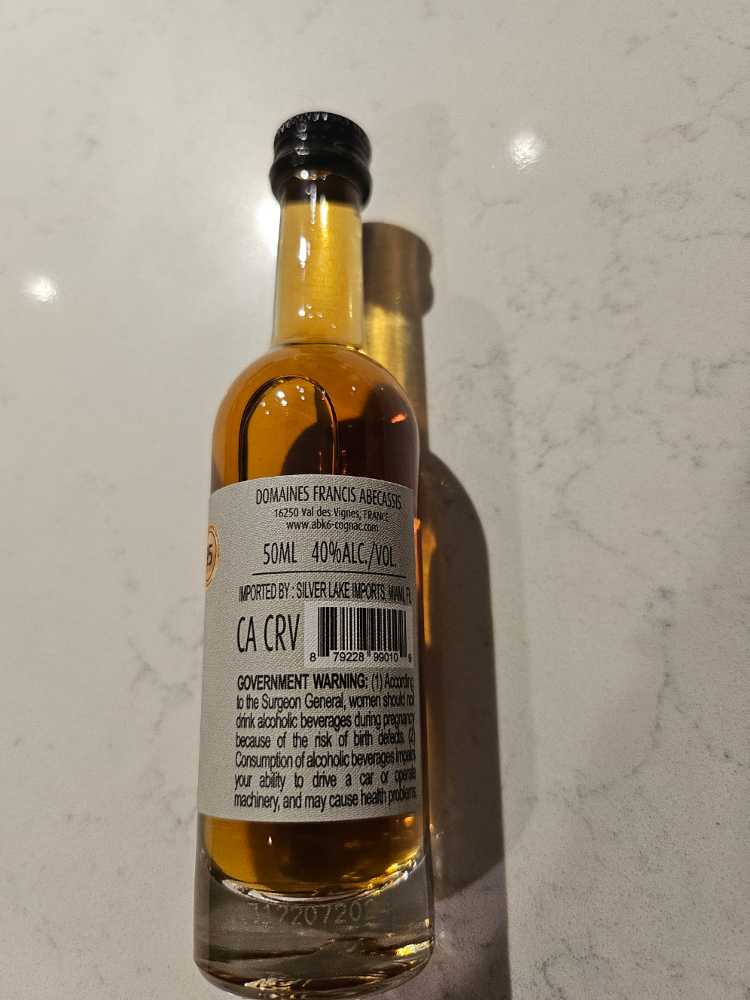 DOMAINES FRANCIS ABECASSIS
16250 Val des Vignes, FRANCE
www.abk6-cognac.com
50ML 40%ALC./VOL.
IMPORTED BY : SILVER LAKE IMPORTS, MIAMI, FL
CA CRV
8 79228 99010
GOVERNMENT WARNING: (1) According
to the Surgeon General, women should not
drink alcoholic beverages during pregnancy
because of the risk of birth defects. (2)
Consumption of alcoholic beverages impairs
your ability to drive a car or operate
machinery, and may cause health problems.